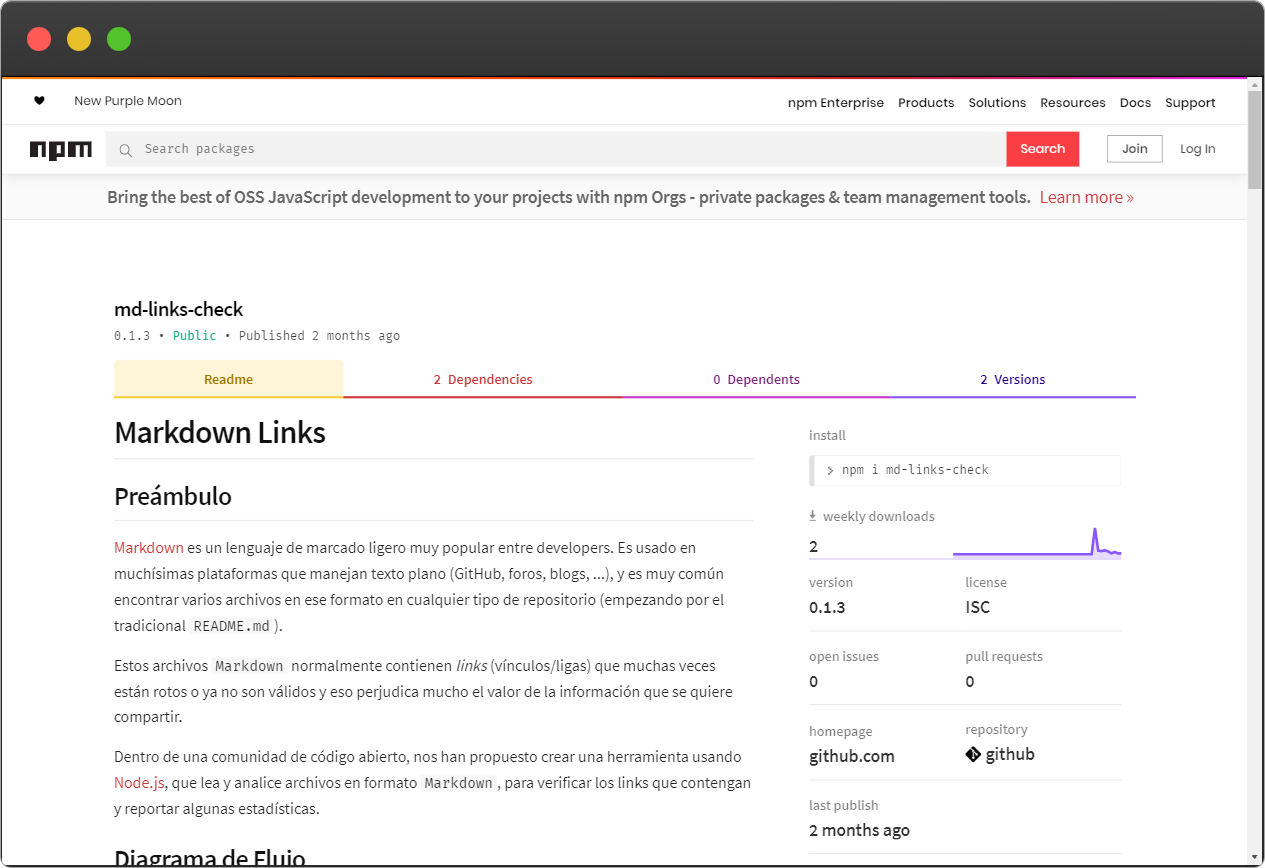 New Purple Moon
npm Enterprise Products Solutions Resources Docs Support
npm
Search packages
Search
Join
Log In
Bring the best of OSS JavaScript development to your projects with npm Orgs - private packages & team management tools. Learn more »
md-links-check
0.1.3 • Public • Published 2 months ago
Readme
2 Dependencies
0 Dependents
2 Versions
Markdown Links
Preámbulo
Markdown es un lenguaje de marcado ligero muy popular entre developers. Es usado en
muchísimas plataformas que manejan texto plano (GitHub, foros, blogs, ...), y es muy común
encontrar varios archivos en ese formato en cualquier tipo de repositorio (empezando por el
tradicional README.md ).
Estos archivos Markdown normalmente contienen links (vínculos/ligas) que muchas veces
están rotos o ya no son válidos y eso perjudica mucho el valor de la información que se quiere
compartir.
Dentro de una comunidad de código abierto, nos han propuesto crear una herramienta usando
Node.js, que lea y analice archivos en formato Markdown , para verificar los links que contengan
y reportar algunas estadísticas.
Diagrama de Flujo
install
> npm i md-links-check
weekly downloads
2
version
0.1.3
license
ISC
open issues
0
pull requests
0
homepage
github.com
repository
github
last publish
2 months ago